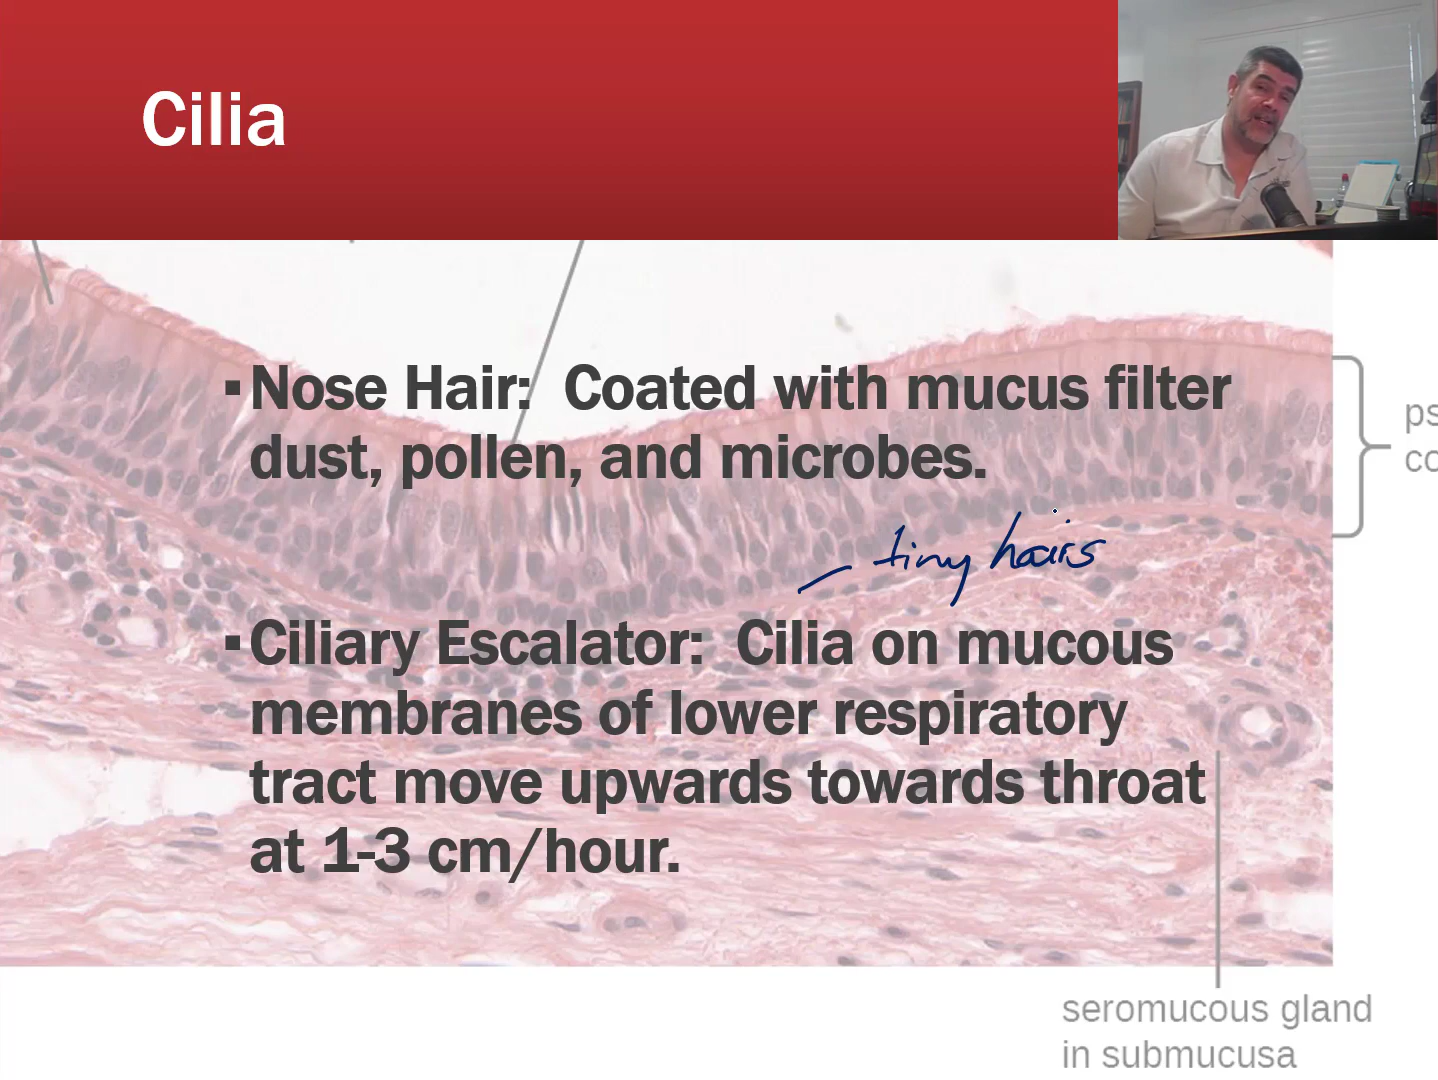 Cilia
▪ Nose Hair: Coated with mucus filter
dust, pollen, and microbes.
tiny hairs
▪ Ciliary Escalator: Cilia on mucous
membranes of lower respiratory
tract move upwards towards throat
at 1-3 cm/hour.
ps
co
seromucous gland
in submucusa